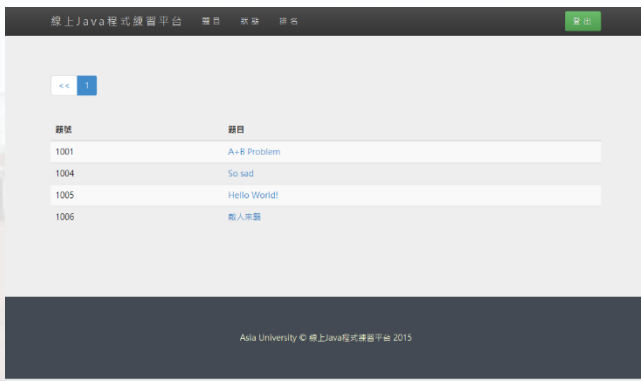 線上Java程式練習平台 題目 狀態 排名 登出
<< 1
題號 題目
1001 A+B Problem
1004 So sad
1005 Hello World!
1006 敵人來襲
Asia University © 線上Java程式練習平台 2015